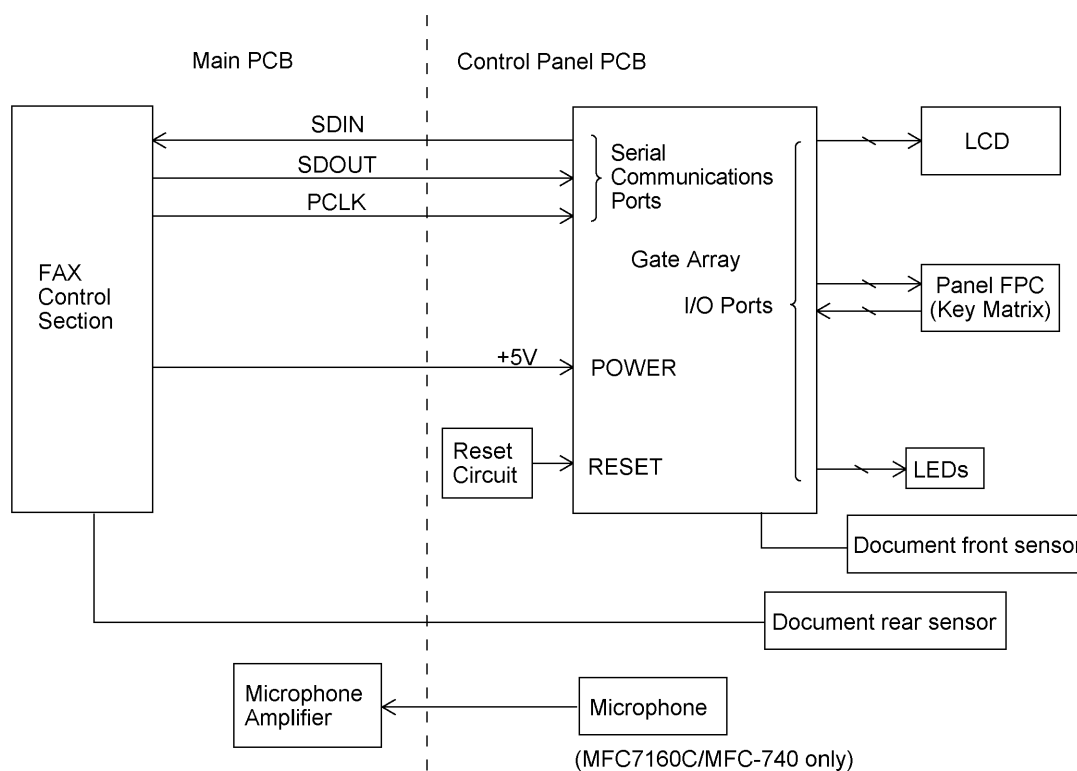 Main PCB
Control Panel PCB
SDIN
SDOUT
PCLK
Serial
Communications
Ports
LCD
FAX
Control
Section
Gate Array
I/O Ports
Panel FPC
(Key Matrix)
+5V
POWER
Reset
Circuit
RESET
LEDs
Document front sensor
Document rear sensor
Microphone
Amplifier
Microphone
(MFC7160C/MFC-740 only)